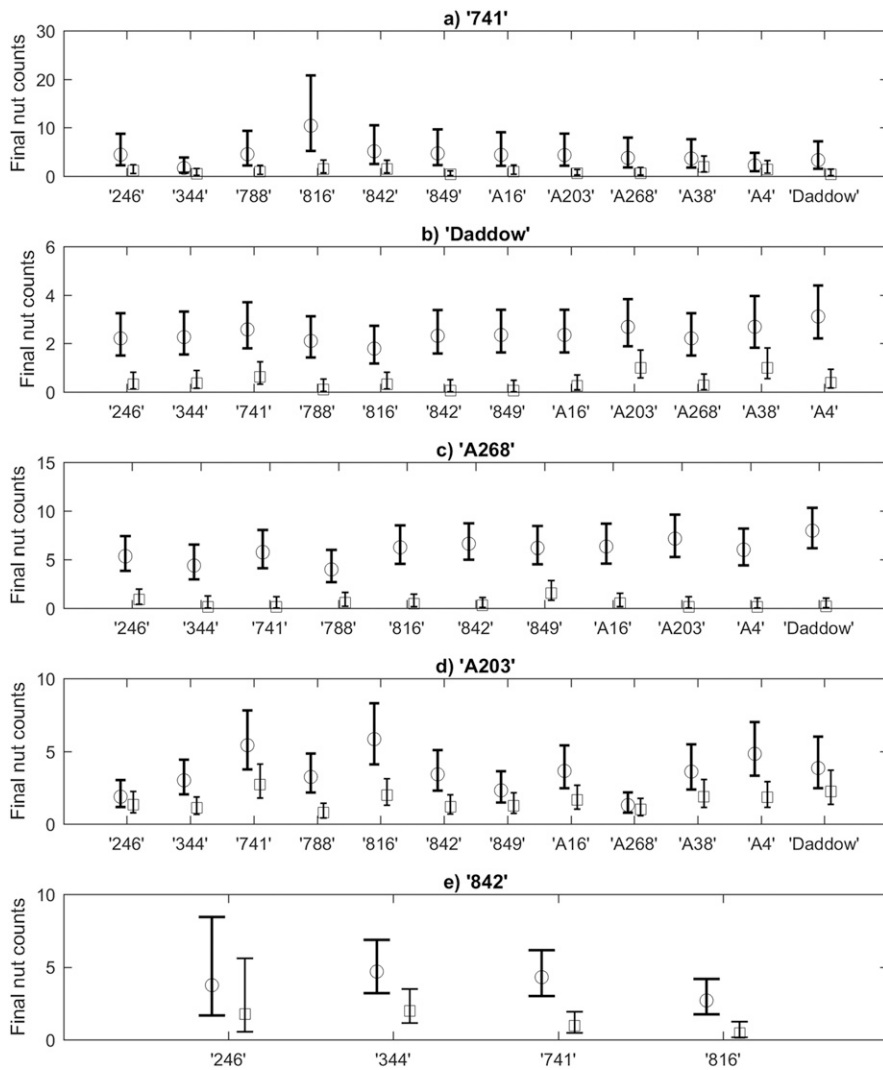 a) '741'
Final nut counts
30
20
10
0
'246' '344' '788' '816' '842' '849' 'A16' 'A203' 'A268' 'A38' 'A4' 'Daddow'
b) 'Daddow'
Final nut counts
6
4
2
0
'246' '344' '741' '788' '816' '842' '849' 'A16' 'A203' 'A268' 'A38' 'A4'
c) 'A268'
Final nut counts
15
10
5
0
'246' '344' '741' '788' '816' '842' '849' 'A16' 'A203' 'A4' 'Daddow'
d) 'A203'
Final nut counts
10
5
0
'246' '344' '741' '788' '816' '842' '849' 'A16' 'A268' 'A38' 'A4' 'Daddow'
e) '842'
Final nut counts
10
5
0
'246' '344' '741' '816'